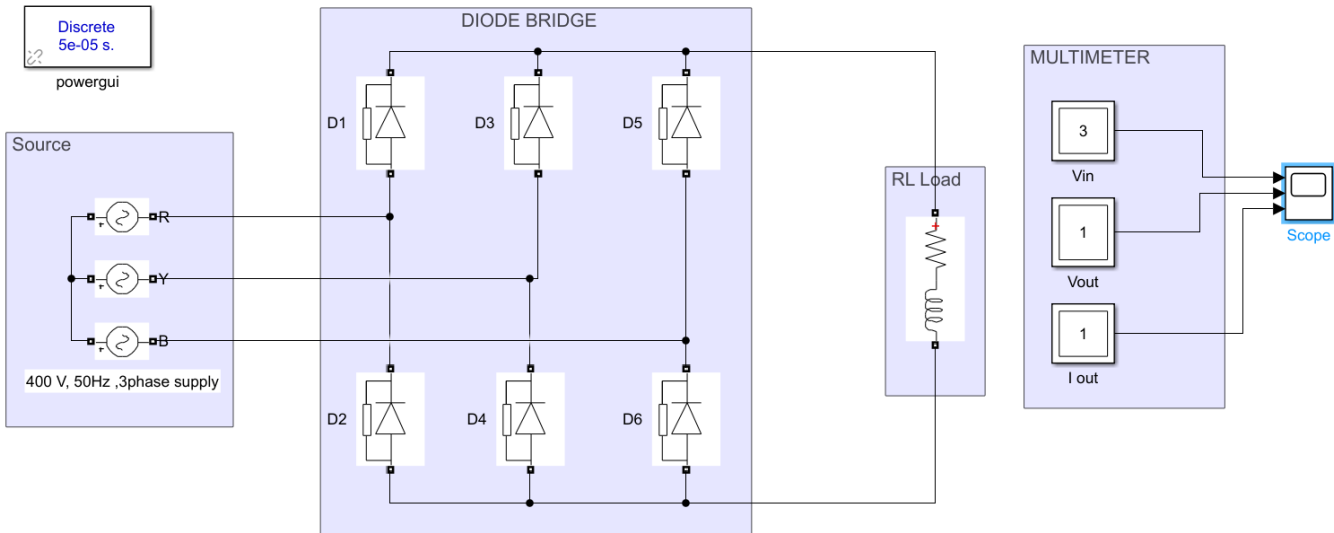 Discrete
5e-05 s.
powergui
Source
R
Y
B
400 V, 50Hz ,3phase supply
DIODE BRIDGE
D1
D3
D5
D2
D4
D6
RL Load
+
MULTIMETER
3
Vin
1
Vout
1
I out
Scope